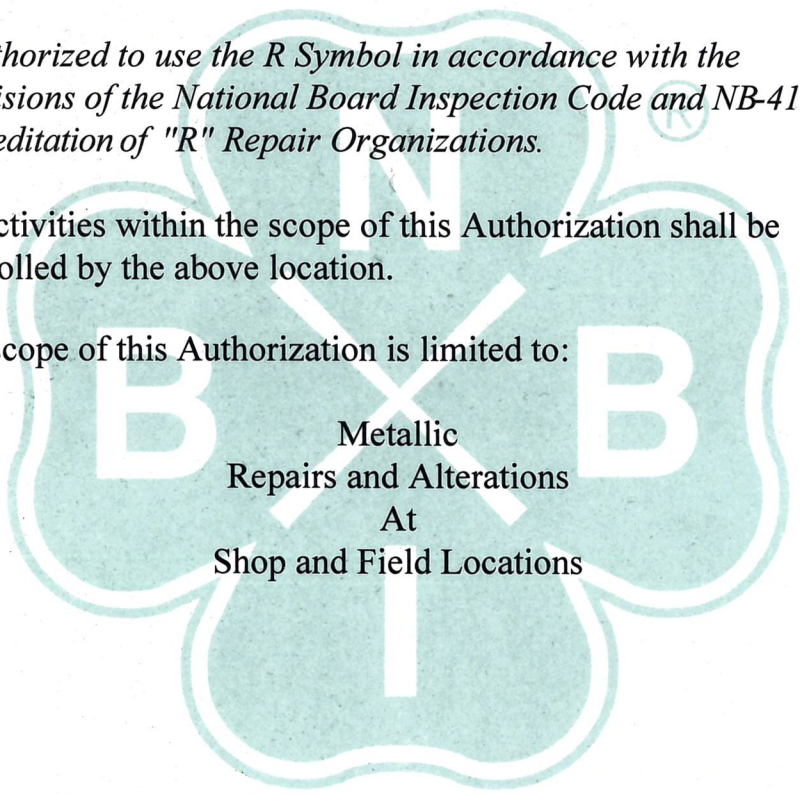 thorized to use the R Symbol in accordance with the
isions of the National Board Inspection Code and NB-41
editation of "R" Repair Organizations.
ctivities within the scope of this Authorization shall be
olled by the above location.
scope of this Authorization is limited to:
Metallic
Repairs and Alterations
At
Shop and Field Locations
N
B B
I
®